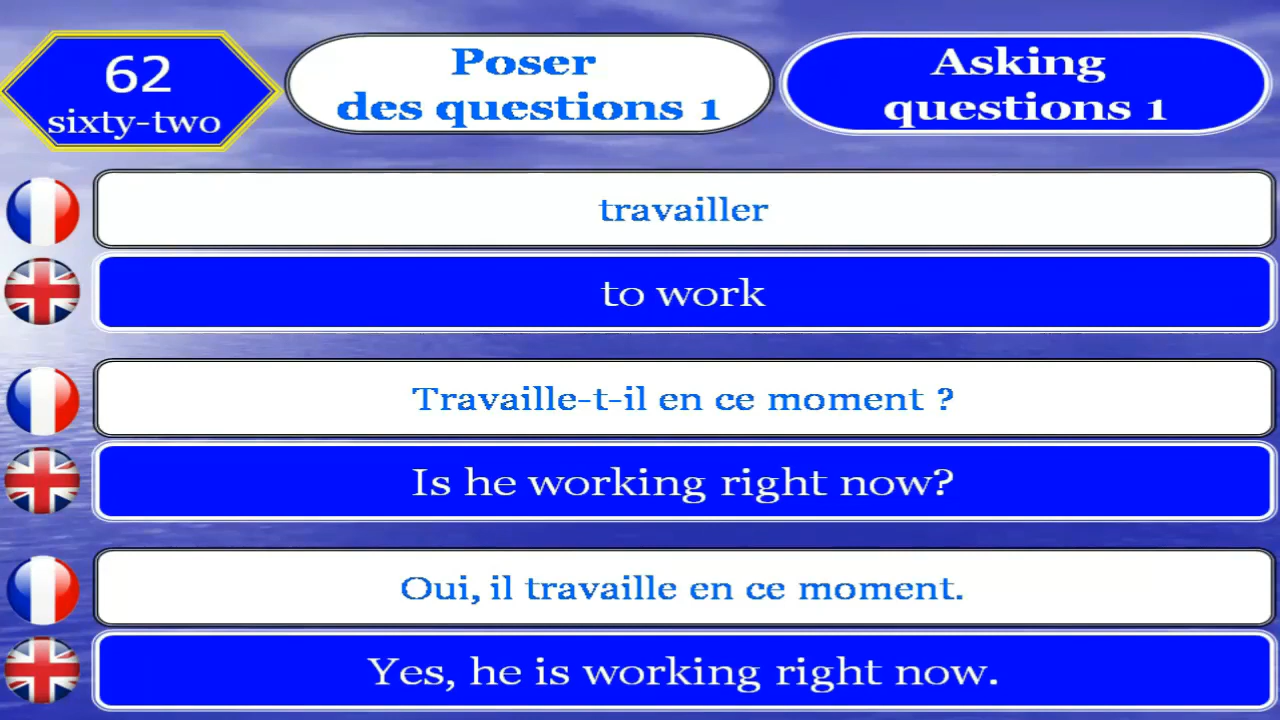 62
sixty-two
Poser
des questions 1
Asking
questions 1
travailler
to work
Travaille-t-il en ce moment ?
Is he working right now?
Oui, il travaille en ce moment.
Yes, he is working right now.